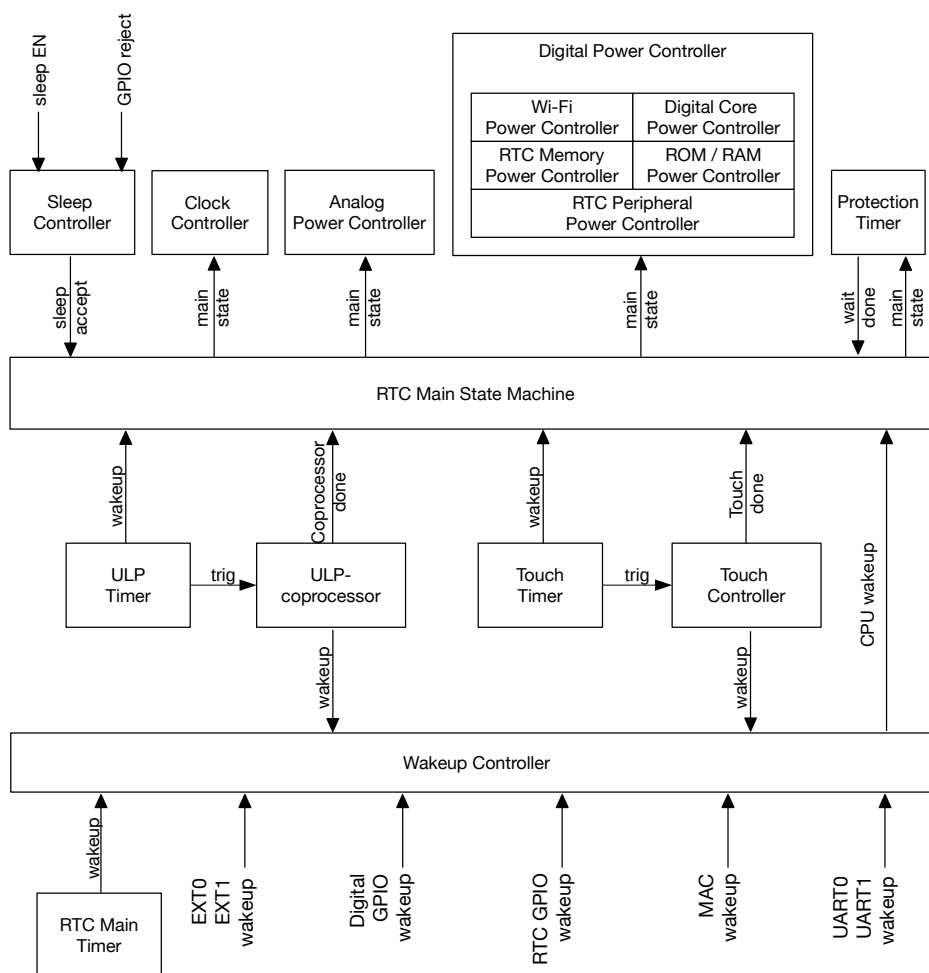 sleep EN
GPIO reject
Digital Power Controller
Wi-Fi
Power Controller
Digital Core
Power Controller
RTC Memory
Power Controller
ROM / RAM
Power Controller
RTC Peripheral
Power Controller
Sleep
Controller
Clock
Controller
Analog
Power Controller
Protection
Timer
sleep
accept
main
state
main
state
main
state
wait
done
main
state
RTC Main State Machine
wakeup
Coprocessor
done
wakeup
Touch
done
CPU wakeup
ULP
Timer
trig
ULP-
coprocessor
Touch
Timer
trig
Touch
Controller
wakeup
wakeup
Wakeup Controller
wakeup
EXT0
EXT1
wakeup
Digital
GPIO
wakeup
RTC GPIO
wakeup
MAC
wakeup
UART0
UART1
wakeup
RTC Main
Timer